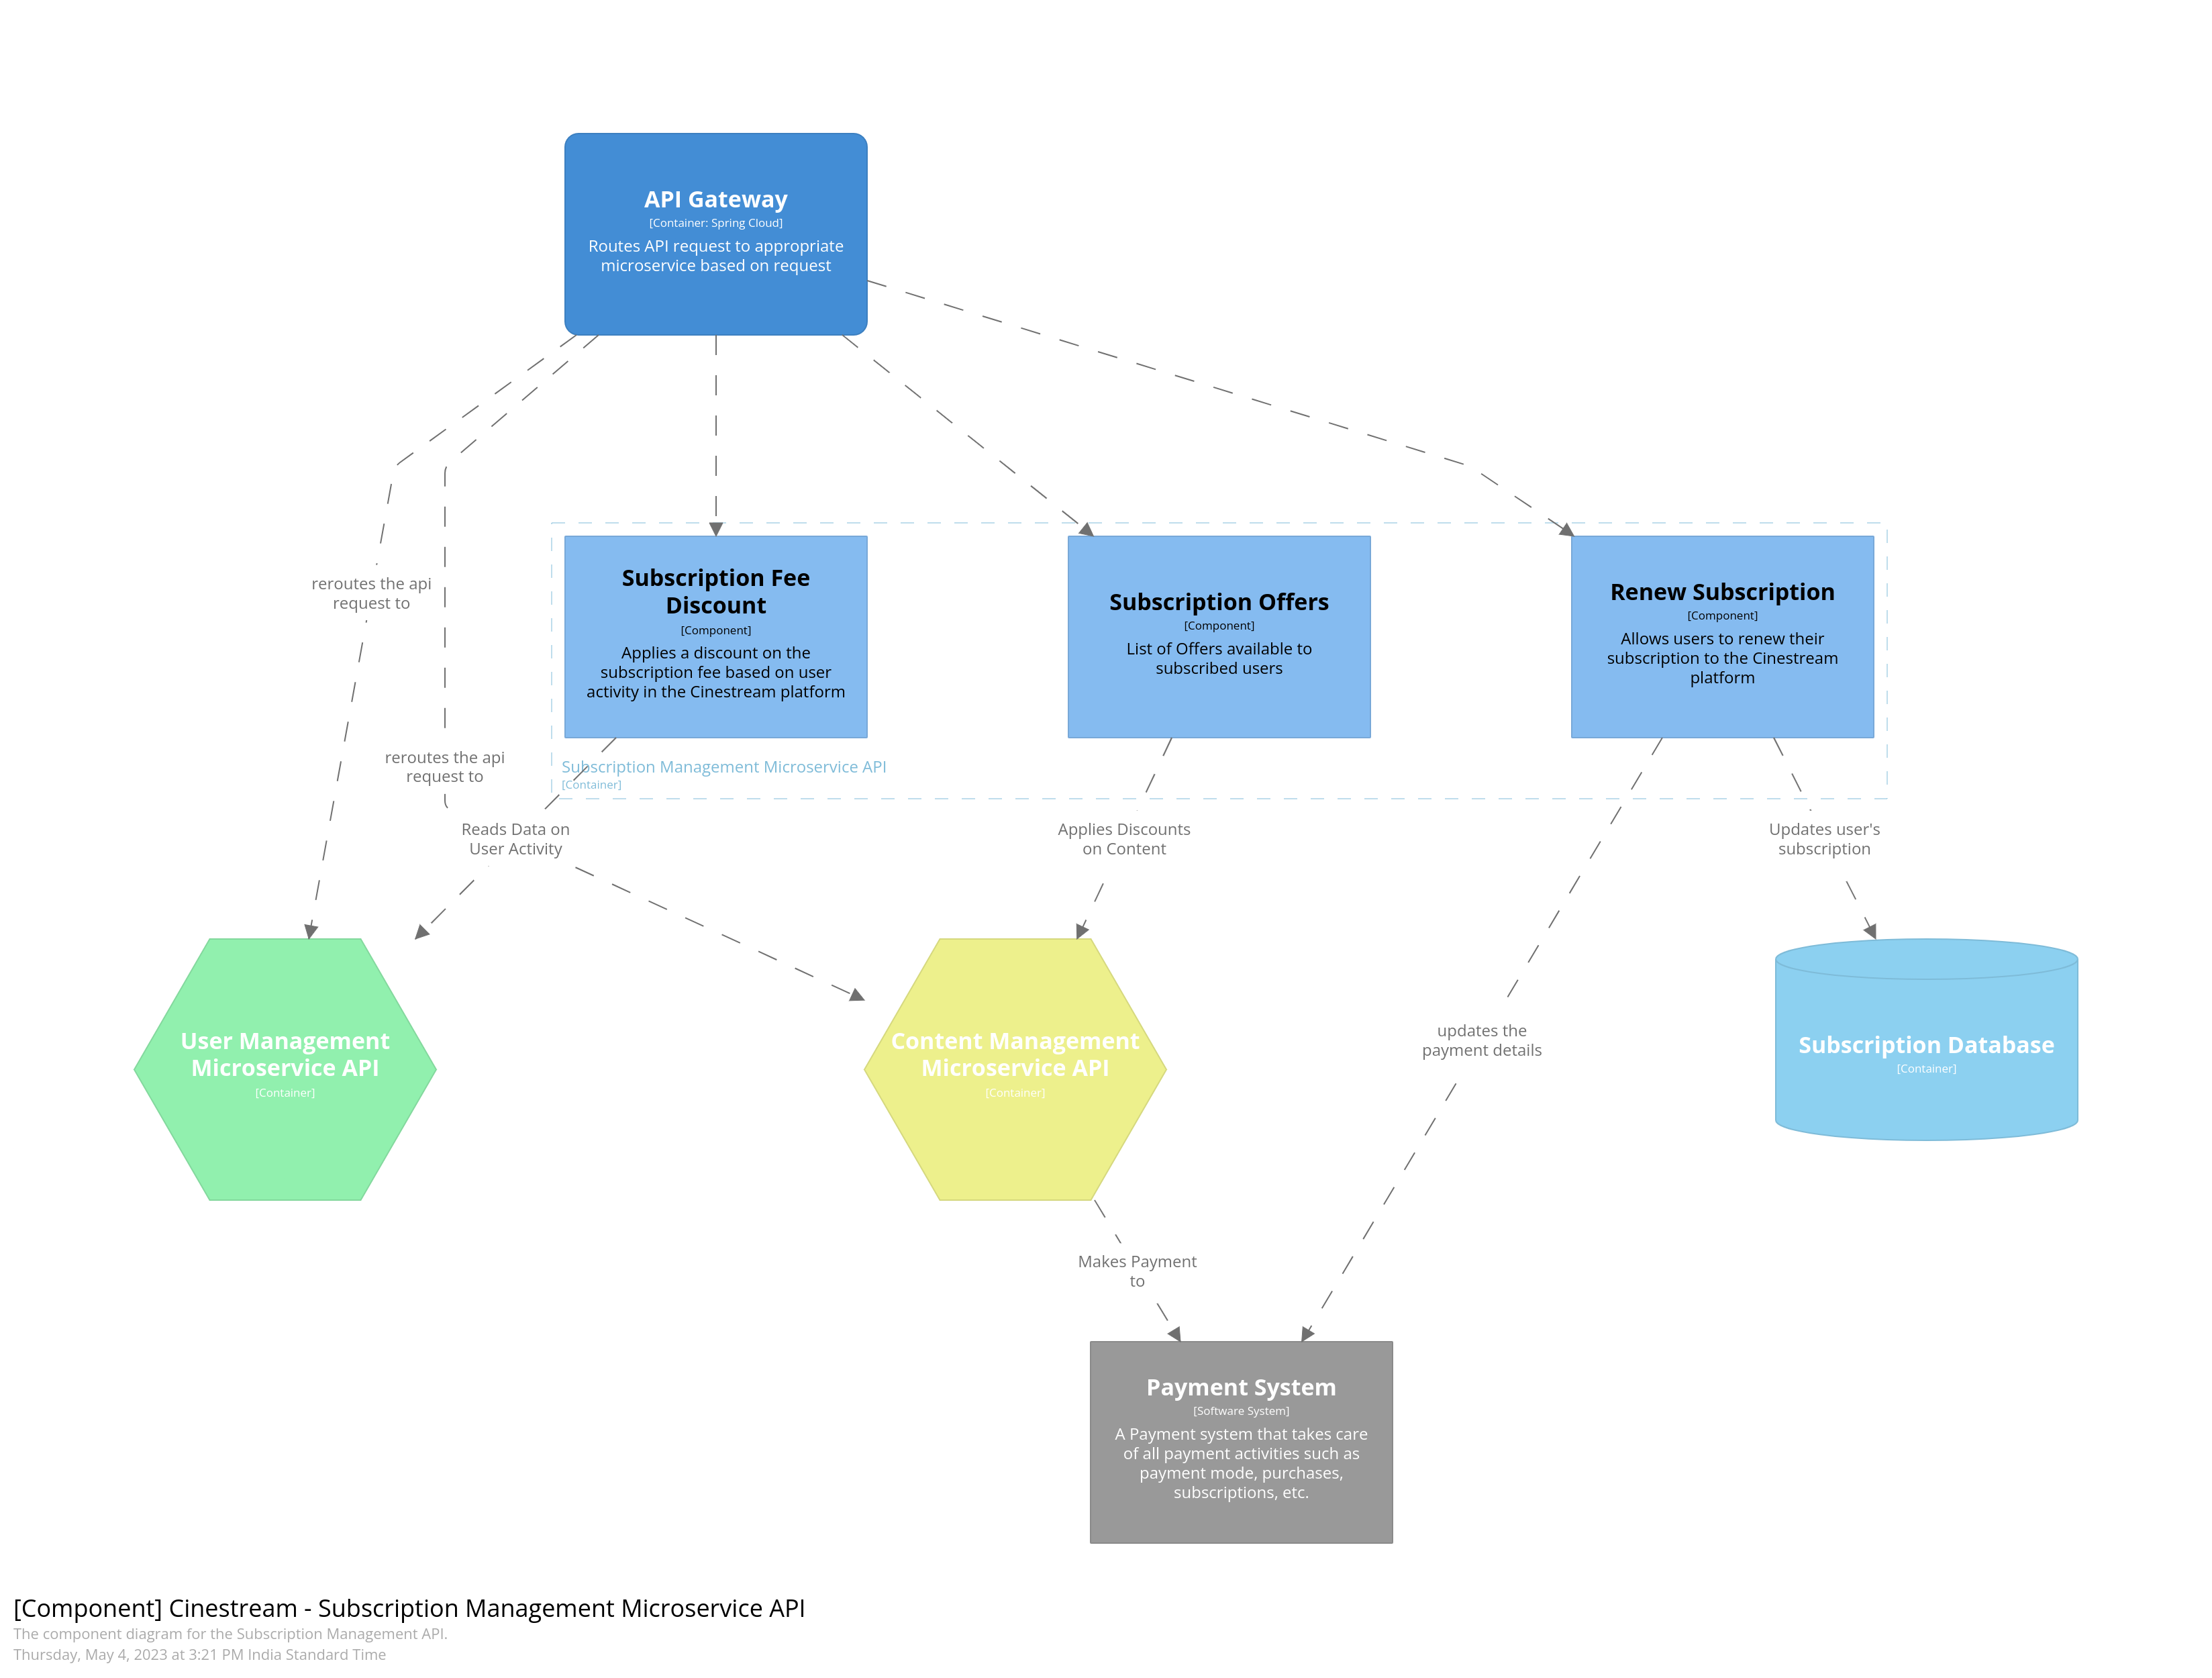 API Gateway
[Container: Spring Cloud]
Routes API request to appropriate
microservice based on request
reroutes the api
request to
Subscription Fee
Discount
[Component]
Applies a discount on the
subscription fee based on user
activity in the Cinestream platform
Subscription Offers
[Component]
List of Offers available to
subscribed users
Renew Subscription
[Component]
Allows users to renew their
subscription to the Cinestream
platform
reroutes the api
request to
Subscription Management Microservice API
[Container]
Reads Data on
User Activity
Applies Discounts
on Content
Updates user's
subscription
User Management
Microservice API
[Container]
Content Management
Microservice API
[Container]
updates the
payment details
Subscription Database
[Container]
Makes Payment
to
Payment System
[Software System]
A Payment system that takes care
of all payment activities such as
payment mode, purchases,
subscriptions, etc.
[Component] Cinestream - Subscription Management Microservice API
The component diagram for the Subscription Management API.
Thursday, May 4, 2023 at 3:21 PM India Standard Time